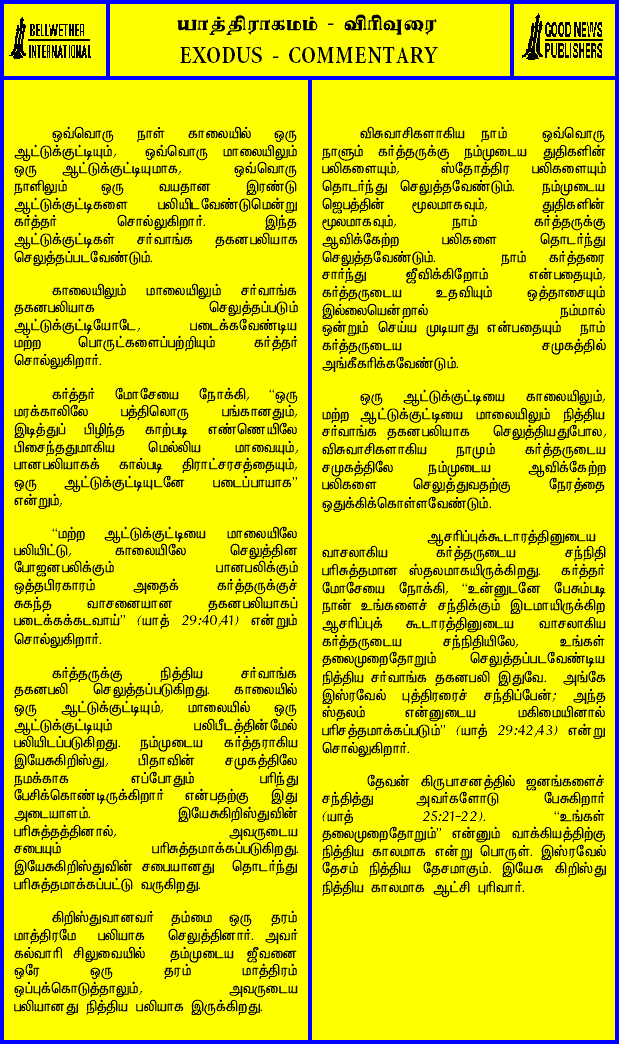 BELLWETHER
INTERNATIONAL
யாத்திராகமம் - விரிவுரை
EXODUS - COMMENTARY
GOOD NEWS
PUBLISHERS
ஒவ்வொரு நாள் காலையில் ஒரு
ஆட்டுக்குட்டியும், ஒவ்வொரு மாலையிலும்
ஒரு ஆட்டுக்குட்டியுமாக, ஒவ்வொரு
நாளிலும் ஒரு வயதான இரண்டு
ஆட்டுக்குட்டிகளை பலியிடவேண்டுமென்று
கர்த்தர் சொல்லுகிறார். இந்த
ஆட்டுக்குட்டிகள் சர்வாங்க தகனபலியாக
செலுத்தப்படவேண்டும்.
காலையிலும் மாலையிலும் சர்வாங்க
தகனபலியாக செலுத்தப்படும்
ஆட்டுக்குட்டியோடே, படைக்கவேண்டிய
மற்ற பொருட்களைப்பற்றியும் கர்த்தர்
சொல்லுகிறார்.
கர்த்தர் மோசேயை நோக்கி, “ஒரு
மரக்காலிலே பத்திலொரு பங்கானதும்,
இடித்துப் பிழிந்த காற்படி எண்ணெயிலே
பிசைந்ததுமாகிய மெல்லிய மாவையும்,
பானபலியாகக் கால்படி திராட்சரசத்தையும்,
ஒரு ஆட்டுக்குட்டியுடனே படைப்பாயாக”
என்றும்,
“மற்ற ஆட்டுக்குட்டியை மாலையிலே
பலியிட்டு, காலையிலே செலுத்தின
போஜனபலிக்கும் பானபலிக்கும்
ஒத்தபிரகாரம் அதைக் கர்த்தருக்குச்
சுகந்த வாசனையான தகனபலியாகப்
படைக்கக்கடவாய்” (யாத் 29:40,41) என்றும்
சொல்லுகிறார்.
கர்த்தருக்கு நித்திய சர்வாங்க
தகனபலி செலுத்தப்படுகிறது. காலையில்
ஒரு ஆட்டுக்குட்டியும், மாலையில் ஒரு
ஆட்டுக்குட்டியும் பலிபீடத்தின்மேல்
பலியிடப்படுகிறது. நம்முடைய கர்த்தராகிய
இயேசுகிறிஸ்து, பிதாவின் சமுகத்திலே
நமக்காக எப்போதும் பரிந்து
பேசிக்கொண்டிருக்கிறார் என்பதற்கு இது
அடையாளம். இயேசுகிறிஸ்துவின்
பரிசுத்தத்தினால், அவருடைய
சபையும் பரிசுத்தமாக்கப்படுகிறது.
இயேசுகிறிஸ்துவின் சபையானது தொடர்ந்து
பரிசுத்தமாக்கப்பட்டு வருகிறது.
கிறிஸ்துவானவர் தம்மை ஒரு தரம்
மாத்திரமே பலியாக செலுத்தினார். அவர்
கல்வாரி சிலுவையில் தம்முடைய ஜீவனை
ஒரே ஒரு தரம் மாத்திரம்
ஒப்புக்கொடுத்தாலும், அவருடைய
பலியானது நித்திய பலியாக இருக்கிறது.
விசுவாசிகளாகிய நாம் ஒவ்வொரு
நாளும் கர்த்தருக்கு நம்முடைய துதிகளின்
பலிகளையும், ஸ்தோத்திர பலிகளையும்
தொடர்ந்து செலுத்தவேண்டும். நம்முடைய
ஜெபத்தின் மூலமாகவும், துதிகளின்
மூலமாகவும், நாம் கர்த்தருக்கு
ஆவிக்கேற்ற பலிகளை தொடர்ந்து
செலுத்தவேண்டும். நாம் கர்த்தரை
சார்ந்து ஜீவிக்கிறோம் என்பதையும்,
கர்த்தருடைய உதவியும் ஒத்தாசையும்
இல்லையென்றால் நம்மால்
ஒன்றும் செய்ய முடியாது என்பதையும் நாம்
கர்த்தருடைய சமுகத்தில்
அங்கீகரிக்கவேண்டும்.
ஒரு ஆட்டுக்குட்டியை காலையிலும்,
மற்ற ஆட்டுக்குட்டியை மாலையிலும் நித்திய
சர்வாங்க தகனபலியாக செலுத்தியதுபோல,
விசுவாசிகளாகிய நாமும் கர்த்தருடைய
சமுகத்திலே நம்முடைய ஆவிக்கேற்ற
பலிகளை செலுத்துவதற்கு நேரத்தை
ஒதுக்கிக்கொள்ளவேண்டும்.
ஆசரிப்புக்கூடாரத்தினுடைய
வாசலாகிய கர்த்தருடைய சந்நிதி
பரிசுத்தமான ஸ்தலமாகயிருக்கிறது. கர்த்தர்
மோசேயை நோக்கி, “உன்னுடனே பேசும்படி
நான் உங்களைச் சந்திக்கும் இடமாயிருக்கிற
ஆசரிப்புக் கூடாரத்தினுடைய வாசலாகிய
கர்த்தருடைய சந்நிதியிலே, உங்கள்
தலைமுறைதோறும் செலுத்தப்படவேண்டிய
நித்திய சர்வாங்க தகனபலி இதுவே. அங்கே
இஸ்ரவேல் புத்திரரைச் சந்திப்பேன்; அந்த
ஸ்தலம் என்னுடைய மகிமையினால்
பரிசத்தமாக்கப்படும்” (யாத் 29:42,43) என்று
சொல்லுகிறார்.
தேவன் கிருபாசனத்தில் ஜனங்களைச்
சந்தித்து அவர்களோடு பேசுகிறார்
(யாத் 25:21-22). “உங்கள்
தலைமுறைதோறும்” என்னும் வாக்கியத்திற்கு
நித்திய காலமாக என்று பொருள். இஸ்ரவேல்
தேசம் நித்திய தேசமாகும். இயேசு கிறிஸ்து
நித்திய காலமாக ஆட்சி புரிவார்.